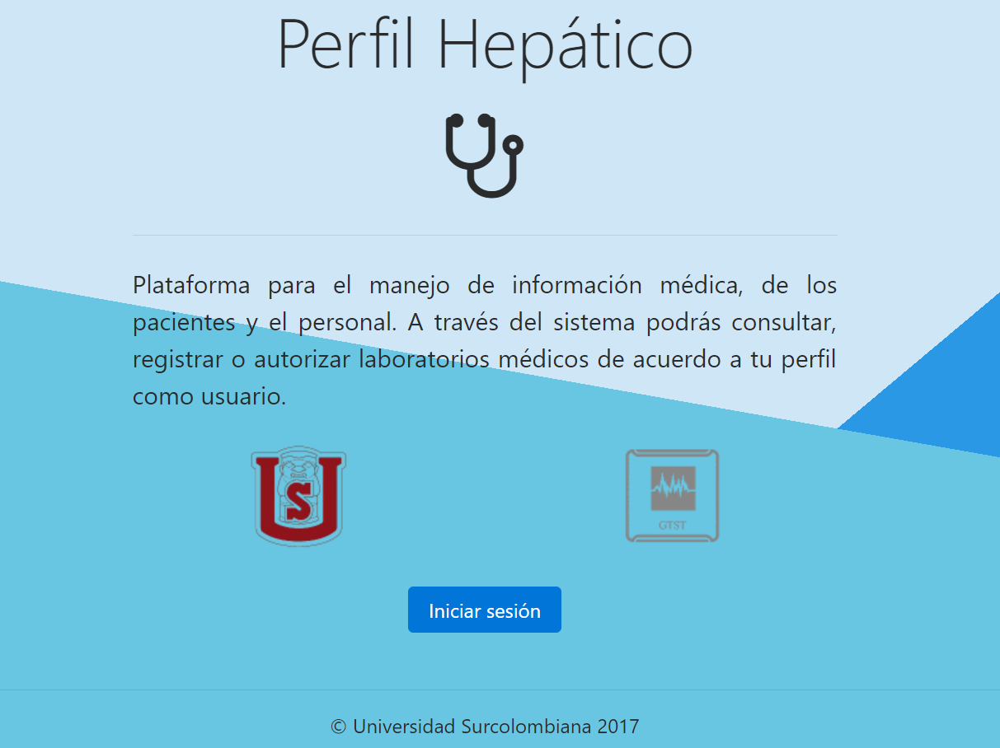 Perfil Hepático
Plataforma para el manejo de información médica, de los
pacientes y el personal. A través del sistema podrás consultar,
registrar o autorizar laboratorios médicos de acuerdo a tu perfil
como usuario.
US
GTST
Iniciar sesión
© Universidad Surcolombiana 2017